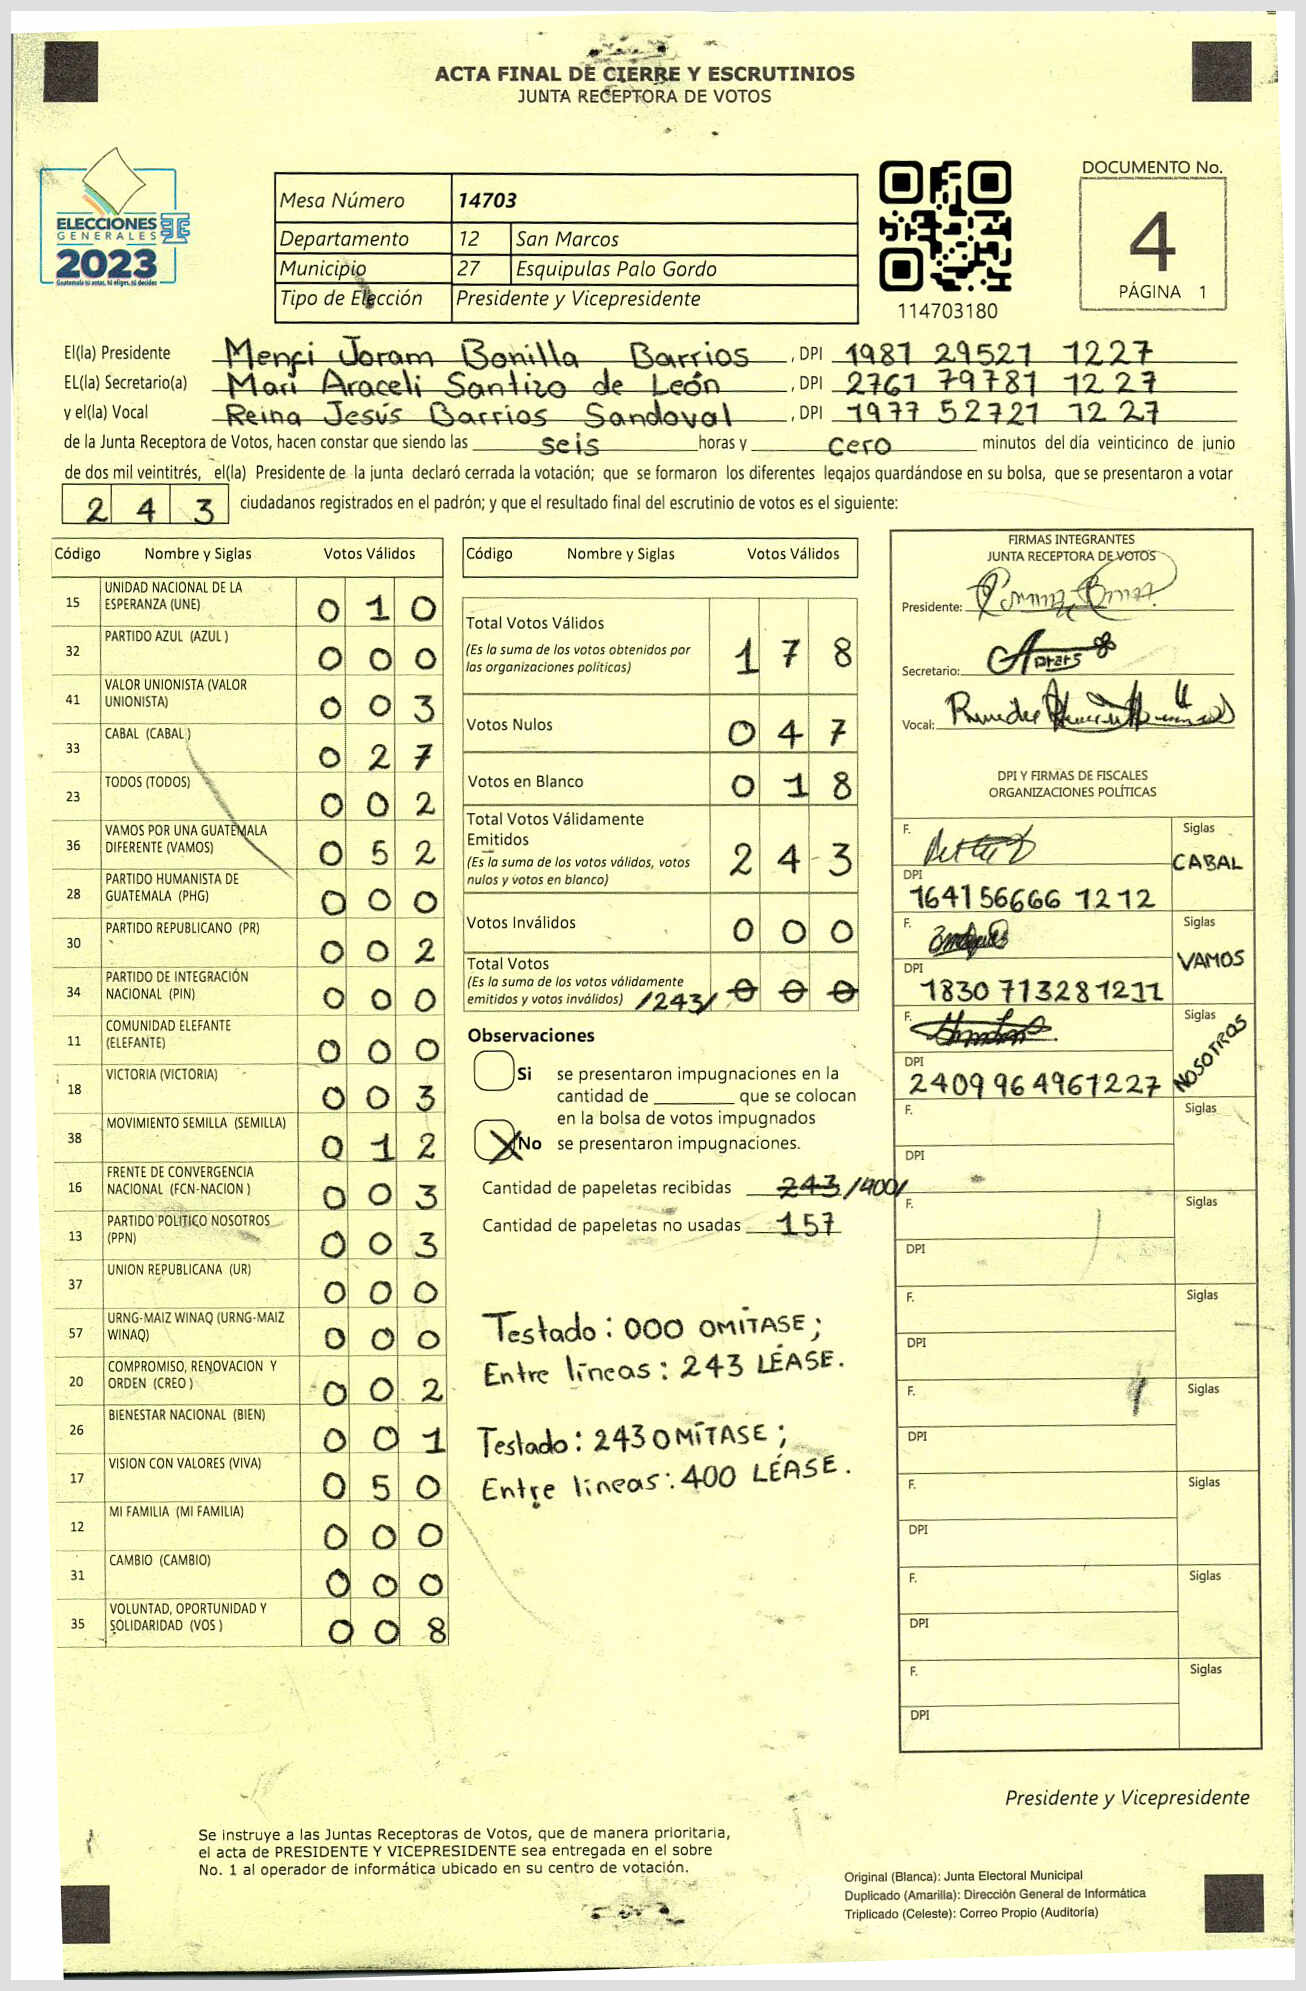 ACTA FINAL DE CIERRE Y ESCRUTINIOS
JUNTA RECEPTORA DE VOTOS
ELECCIONES
GENERALES
2023
Guatemala tú votas, tú eliges, tú decides
Mesa Número 14703
Departamento 12 San Marcos
Municipio 27 Esquipulas Palo Gordo
Tipo de Elección Presidente y Vicepresidente
114703180
DOCUMENTO No.
4
PÁGINA 1
El(la) Presidente Menfi Joram Bonilla Barrios , DPI 1981 29521 1227
EL(la) Secretario(a) Mari Araceli Santizo de León , DPI 2761 79781 1227
y el(la) Vocal Reina Jesús Barrios Sandoval , DPI 1977 52721 1227
de la Junta Receptora de Votos, hacen constar que siendo las seis horas y cero minutos del día veinticinco de junio
de dos mil veintitrés, el(la) Presidente de la junta declaró cerrada la votación; que se formaron los diferentes legajos guardándose en su bolsa, que se presentaron a votar
2 4 3 ciudadanos registrados en el padrón; y que el resultado final del escrutinio de votos es el siguiente:
Código Nombre y Siglas Votos Válidos
15 UNIDAD NACIONAL DE LA
ESPERANZA (UNE) 0 1 0
32 PARTIDO AZUL (AZUL ) 0 0 0
41 VALOR UNIONISTA (VALOR
UNIONISTA) 0 0 3
33 CABAL (CABAL ) 0 2 7
23 TODOS (TODOS) 0 0 2
36 VAMOS POR UNA GUATEMALA
DIFERENTE (VAMOS) 0 5 2
28 PARTIDO HUMANISTA DE
GUATEMALA (PHG) 0 0 0
30 PARTIDO REPUBLICANO (PR) 0 0 2
34 PARTIDO DE INTEGRACIÓN
NACIONAL (PIN) 0 0 0
11 COMUNIDAD ELEFANTE
(ELEFANTE) 0 0 0
18 VICTORIA (VICTORIA) 0 0 3
38 MOVIMIENTO SEMILLA (SEMILLA) 0 1 2
16 FRENTE DE CONVERGENCIA
NACIONAL (FCN-NACION ) 0 0 3
13 PARTIDO POLITICO NOSOTROS
(PPN) 0 0 3
37 UNION REPUBLICANA (UR) 0 0 0
57 URNG-MAIZ WINAQ (URNG-MAIZ
WINAQ) 0 0 0
20 COMPROMISO, RENOVACION Y
ORDEN (CREO ) 0 0 2
26 BIENESTAR NACIONAL (BIEN) 0 0 1
17 VISION CON VALORES (VIVA) 0 5 0
12 MI FAMILIA (MI FAMILIA) 0 0 0
31 CAMBIO (CAMBIO) 0 0 0
35 VOLUNTAD, OPORTUNIDAD Y
SOLIDARIDAD (VOS ) 0 0 8
Código Nombre y Siglas Votos Válidos
Total Votos Válidos
(Es la suma de los votos obtenidos por
las organizaciones políticas) 1 7 8
Votos Nulos 0 4 7
Votos en Blanco 0 1 8
Total Votos Válidamente
Emitidos
(Es la suma de los votos válidos, votos
nulos y votos en blanco) 2 4 3
Votos Inválidos 0 0 0
Total Votos
(Es la suma de los votos válidamente
emitidos y votos inválidos) /243/ 0 0 0
Observaciones
Si se presentaron impugnaciones en la
cantidad de ________ que se colocan
en la bolsa de votos impugnados
X No se presentaron impugnaciones.
Cantidad de papeletas recibidas 243 /400/
Cantidad de papeletas no usadas 157
Testado: 000 OMÍTASE;
Entre líneas: 243 LÉASE.
Testado: 243 OMÍTASE;
Entre líneas: 400 LÉASE.
FIRMAS INTEGRANTES
JUNTA RECEPTORA DE VOTOS
Presidente:
Secretario:
Vocal:
DPI Y FIRMAS DE FISCALES
ORGANIZACIONES POLÍTICAS
F. Siglas
CABAL
DPI
164156666 1212
F. Siglas
VAMOS
DPI
1830 71328 1211
F. Siglas
NOSOTROS
DPI
2409 96496 1227
F. Siglas
DPI
F. Siglas
DPI
F. Siglas
DPI
F. Siglas
DPI
F. Siglas
DPI
F. Siglas
DPI
F. Siglas
DPI
Presidente y Vicepresidente
Se instruye a las Juntas Receptoras de Votos, que de manera prioritaria,
el acta de PRESIDENTE Y VICEPRESIDENTE sea entregada en el sobre
No. 1 al operador de informática ubicado en su centro de votación.
Original (Blanca): Junta Electoral Municipal
Duplicado (Amarilla): Dirección General de Informática
Triplicado (Celeste): Correo Propio (Auditoría)